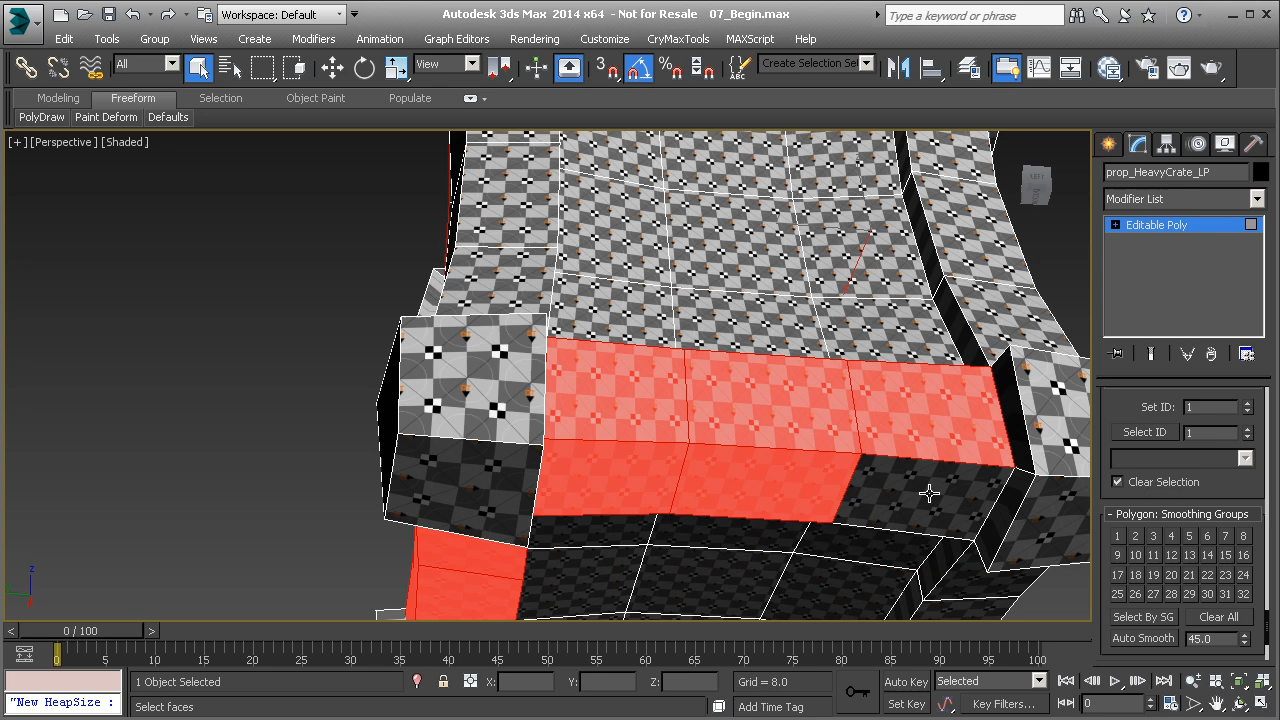 Workspace: Default
Autodesk 3ds Max 2014 x64 - Not for Resale 07_Begin.max
Type a keyword or phrase
Edit Tools Group Views Create Modifiers Animation Graph Editors Rendering Customize CryMaxTools MAXScript Help
All View 3 % ABC Create Selection Se
Modeling Freeform Selection Object Paint Populate
PolyDraw Paint Deform Defaults
[+] [Perspective] [Shaded]
LEFT
prop_HeavyCrate_LP
Modifier List
Editable Poly
Set ID: 1
Select ID 1
Clear Selection
- Polygon: Smoothing Groups
1 2 3 4 5 6 7 8
9 10 11 12 13 14 15 16
17 18 19 20 21 22 23 24
25 26 27 28 29 30 31 32
Select By SG Clear All
Auto Smooth 45.0
z
< 0 / 100 >
0 5 10 15 20 25 30 35 40 45 50 55 60 65 70 75 80 85 90 95 100
1 Object Selected X: Y: Z: Grid = 8.0 Auto Key Selected
"New HeapSize : Select faces Add Time Tag Set Key Key Filters... 0